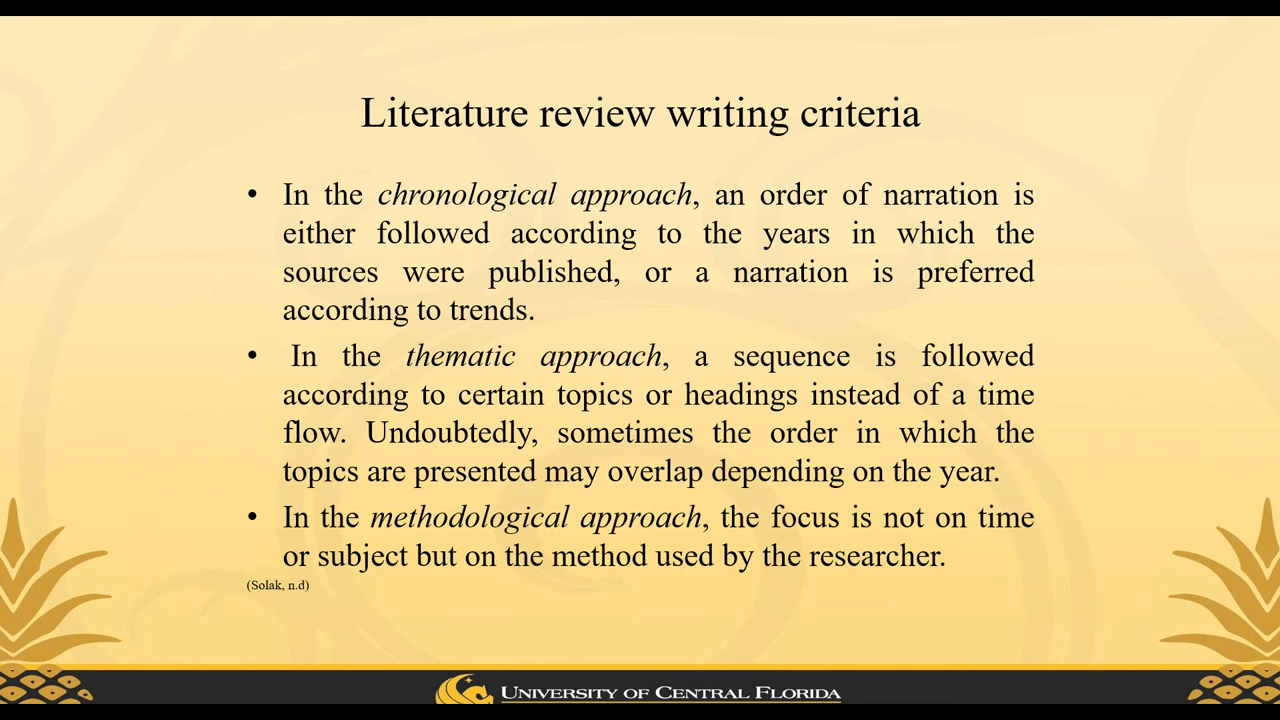 Literature review writing criteria
• In the chronological approach, an order of narration is
either followed according to the years in which the
sources were published, or a narration is preferred
according to trends.
• In the thematic approach, a sequence is followed
according to certain topics or headings instead of a time
flow. Undoubtedly, sometimes the order in which the
topics are presented may overlap depending on the year.
• In the methodological approach, the focus is not on time
or subject but on the method used by the researcher.
(Solak, n.d)
UNIVERSITY OF CENTRAL FLORIDA